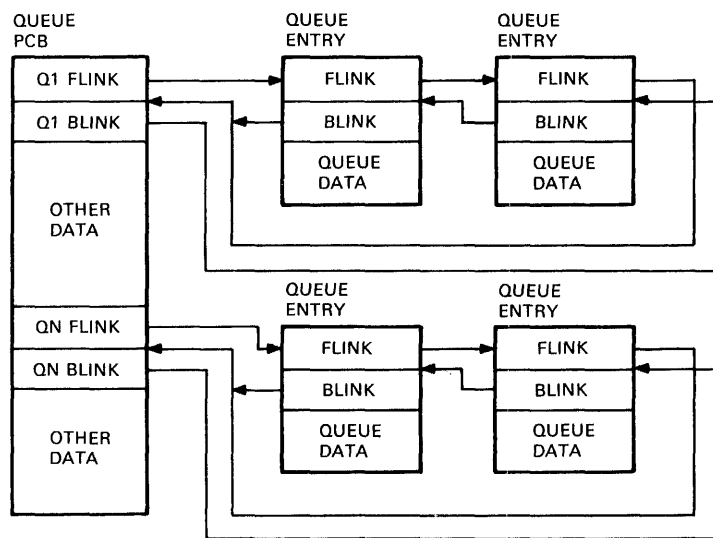 QUEUE
PCB
Q1 FLINK
Q1 BLINK
OTHER
DATA
QN FLINK
QN BLINK
OTHER
DATA
QUEUE
ENTRY
FLINK
BLINK
QUEUE
DATA
QUEUE
ENTRY
FLINK
BLINK
QUEUE
DATA
QUEUE
ENTRY
FLINK
BLINK
QUEUE
DATA
QUEUE
ENTRY
FLINK
BLINK
QUEUE
DATA